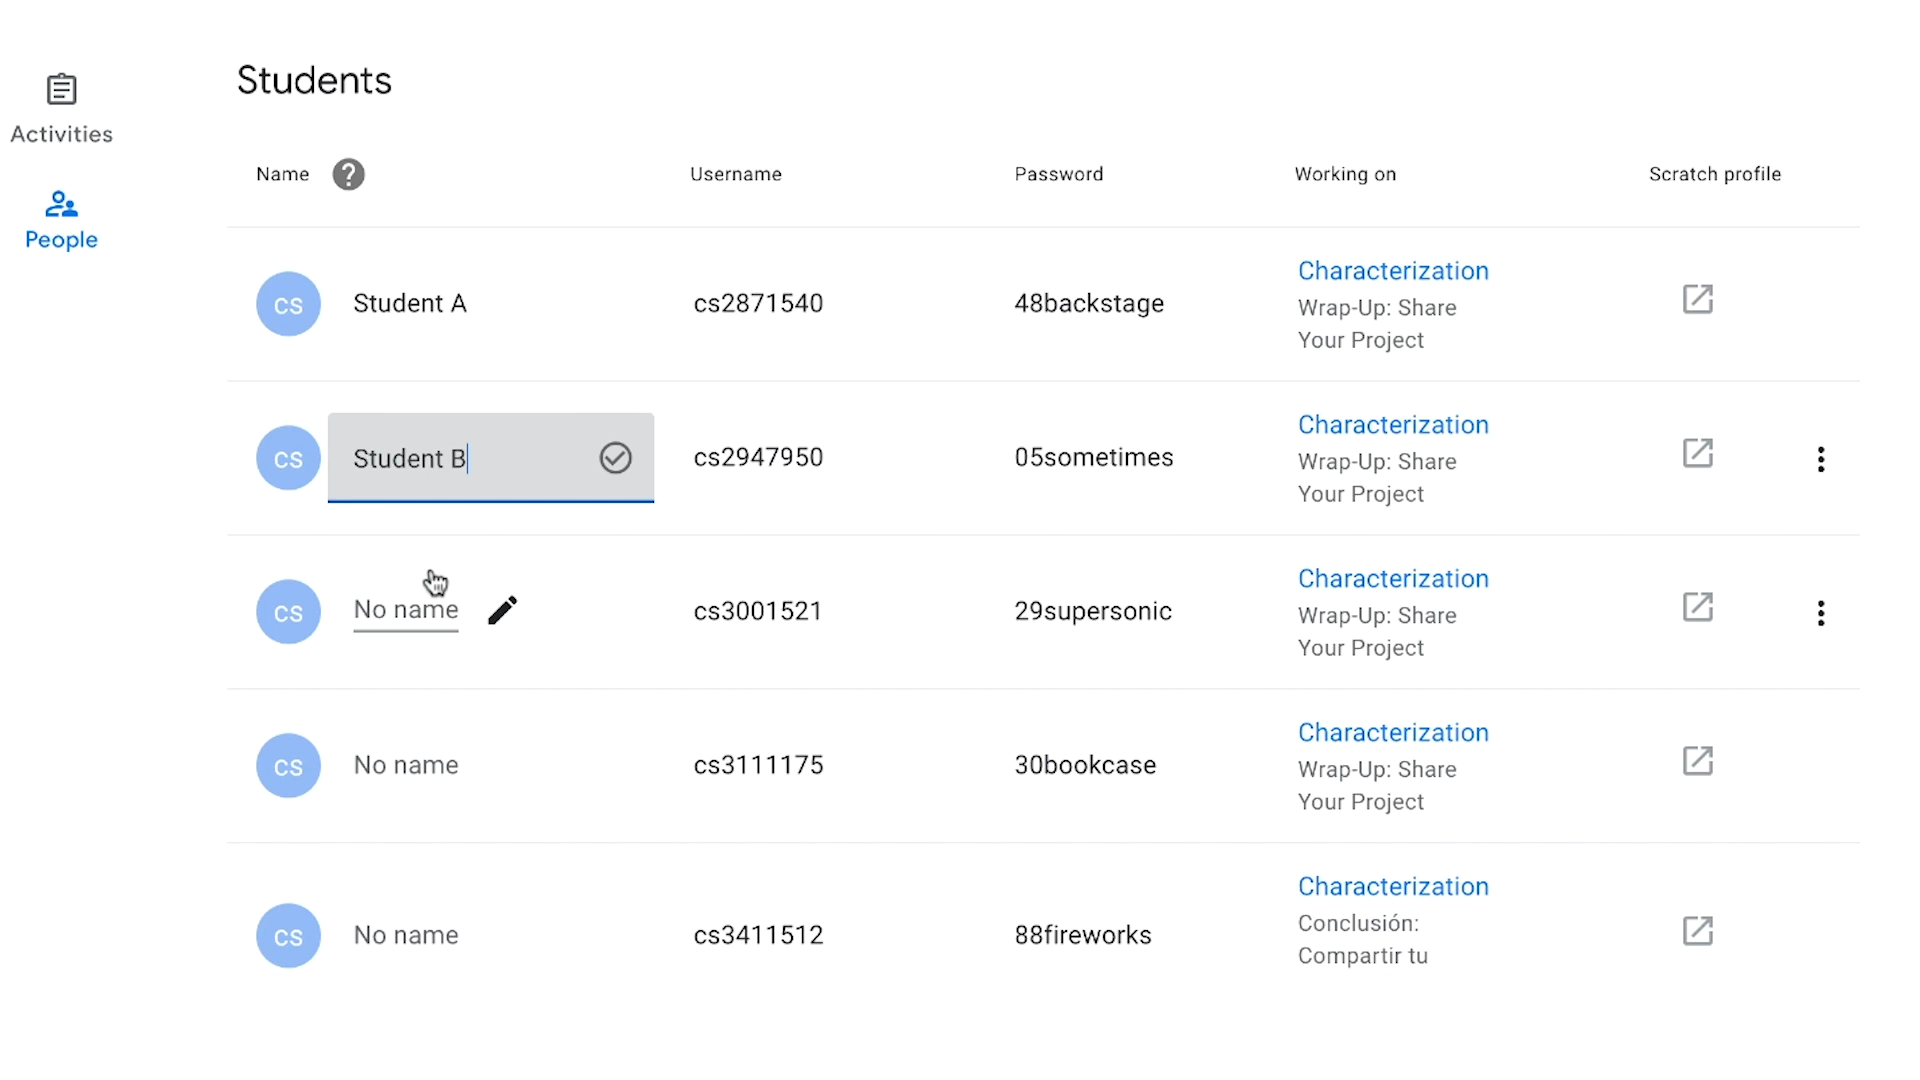 Activities
People
Students
Name ? Username Password Working on Scratch profile
cs Student A cs2871540 48backstage
Characterization
Wrap-Up: Share
Your Project
cs Student B cs2947950 05sometimes
Characterization
Wrap-Up: Share
Your Project
cs No name cs3001521 29supersonic
Characterization
Wrap-Up: Share
Your Project
cs No name cs3111175 30bookcase
Characterization
Wrap-Up: Share
Your Project
cs No name cs3411512 88fireworks
Characterization
Conclusión:
Compartir tu